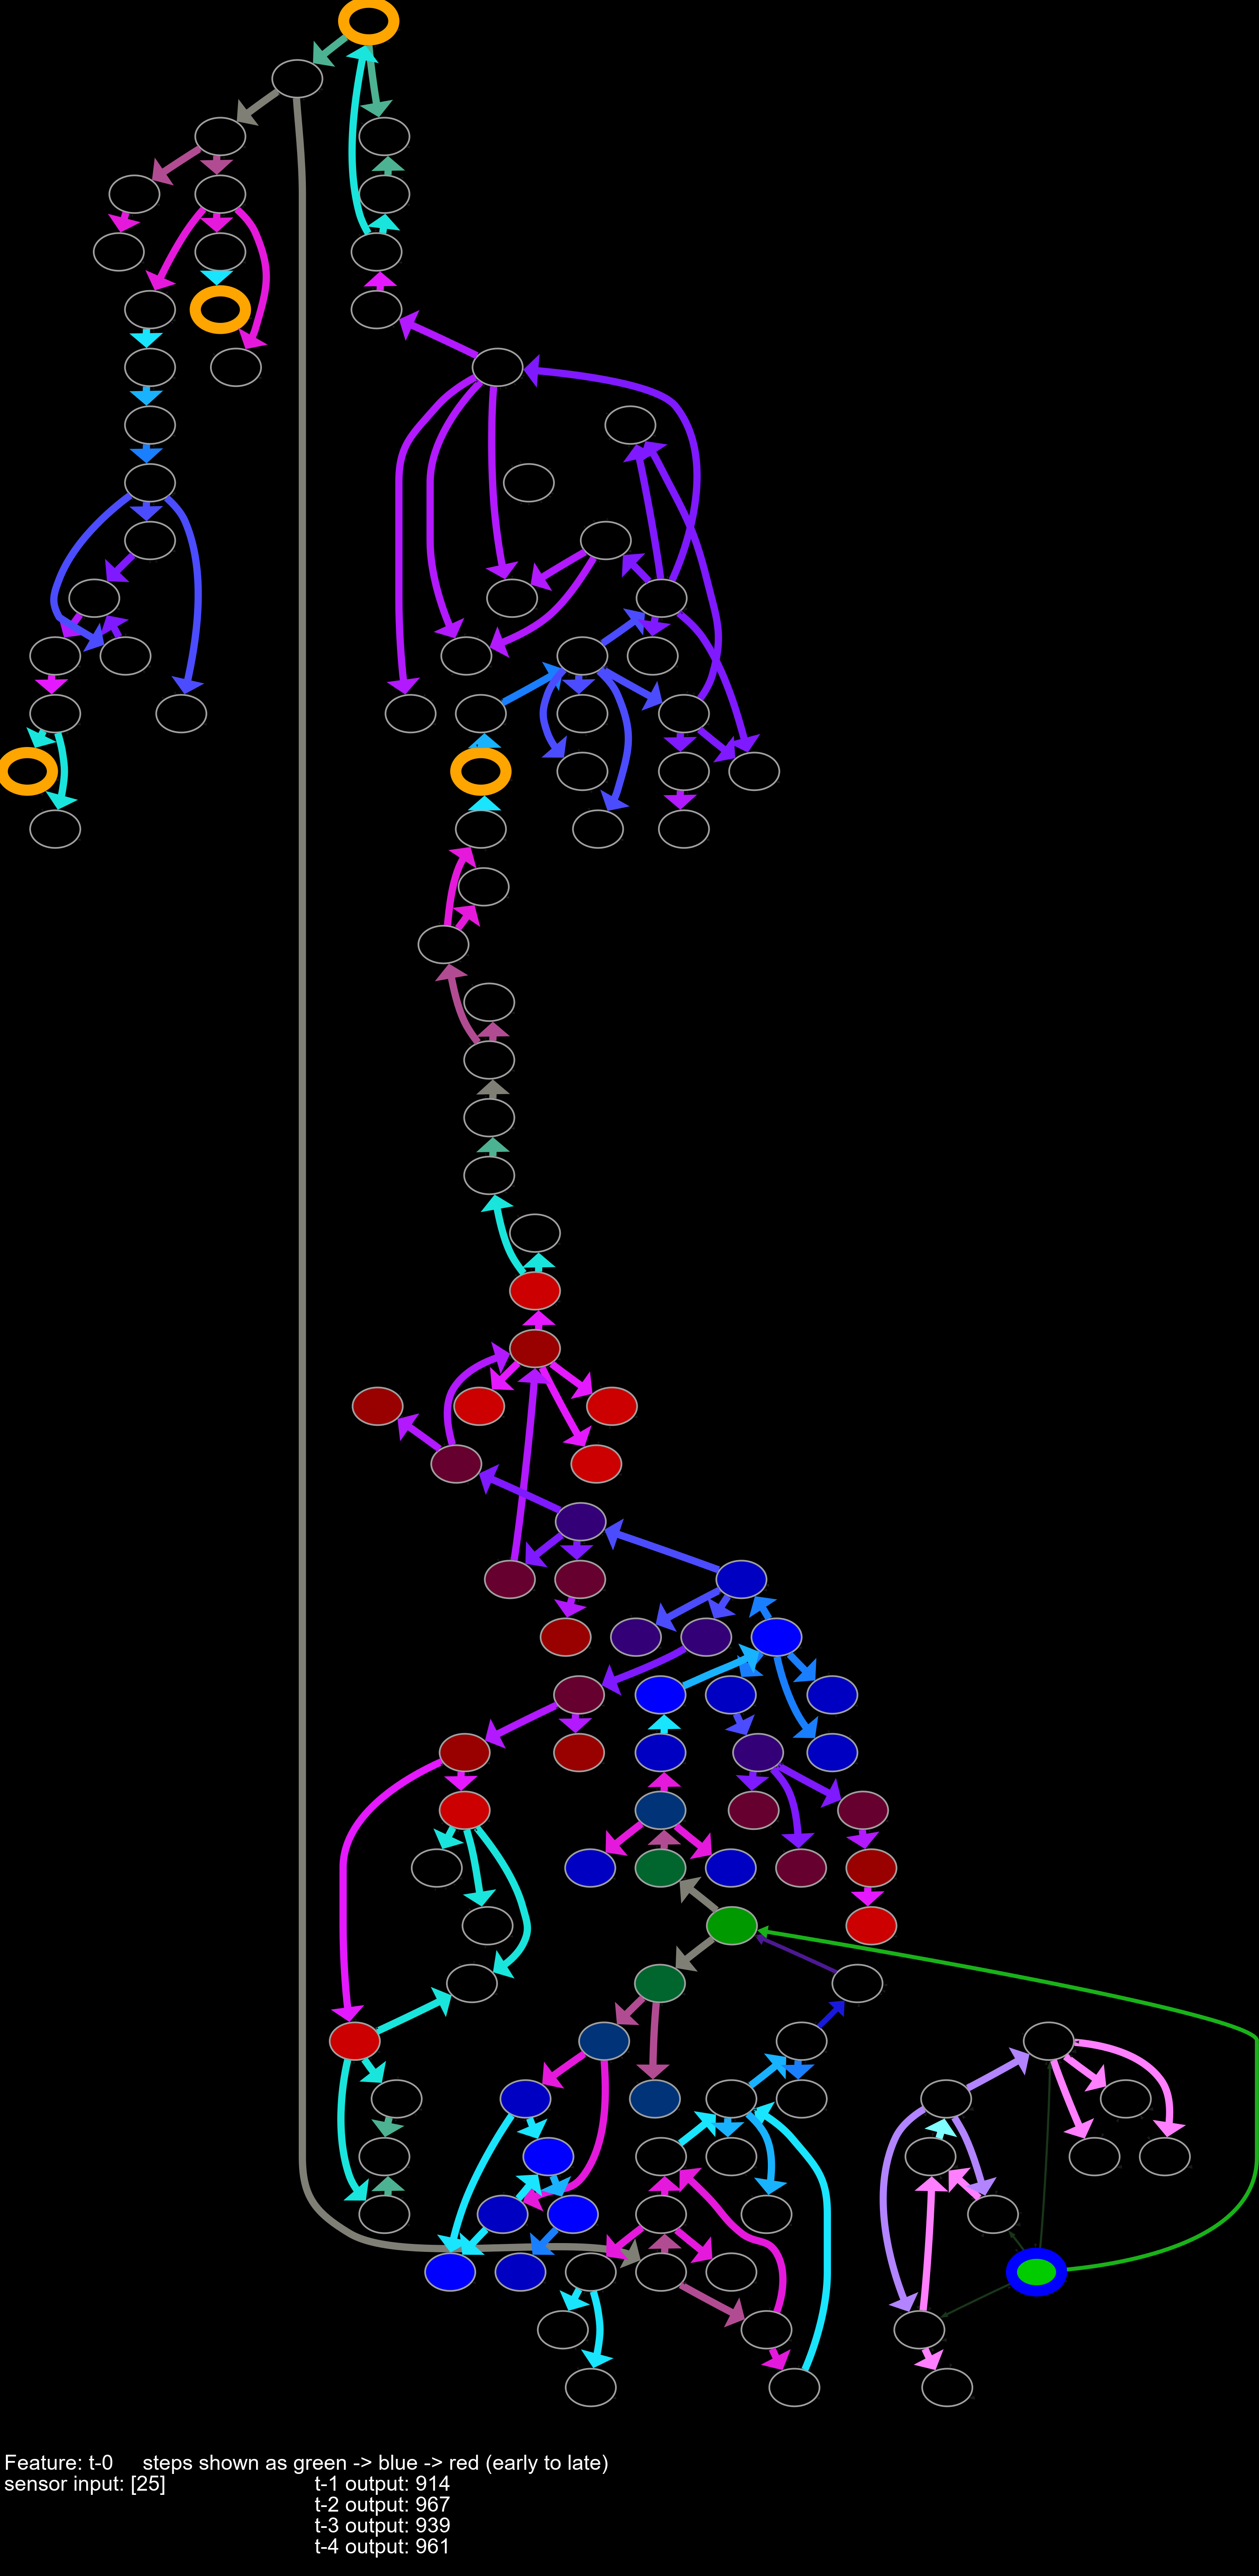 Feature: t-0     steps shown as green -> blue -> red (early to late)
sensor input: [25]
t-1 output: 914
t-2 output: 967
t-3 output: 939
t-4 output: 961